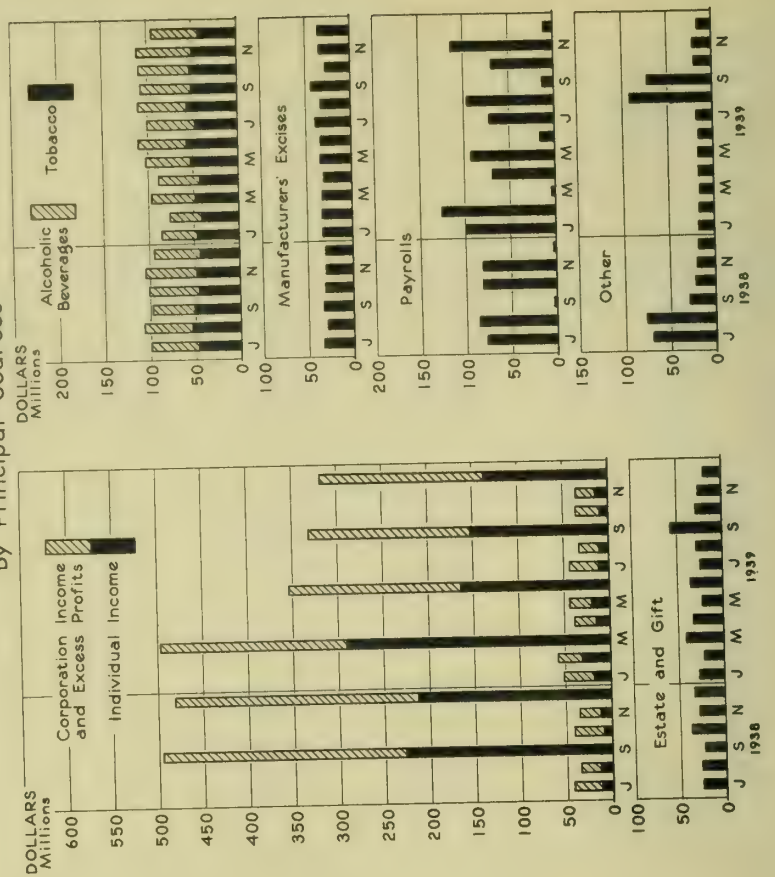 By Principal Sources
DOLLARS
Millions
Corporation Income
and Excess Profits
Individual Income
600
550
500
450
400
350
300
250
200
150
100
50
0
J S N J M M J S N
Estate and Gift
100
50
0
J S N J M M J S N
1938 1939
DOLLARS
Millions
Alcoholic
Beverages
Tobacco
200
150
100
50
0
J S N J M M J S N
Manufacturers' Excises
100
50
0
Payrolls
200
150
100
50
0
J S N J M M J S N
Other
150
100
50
0
J S N J M M J S N
1938 1939